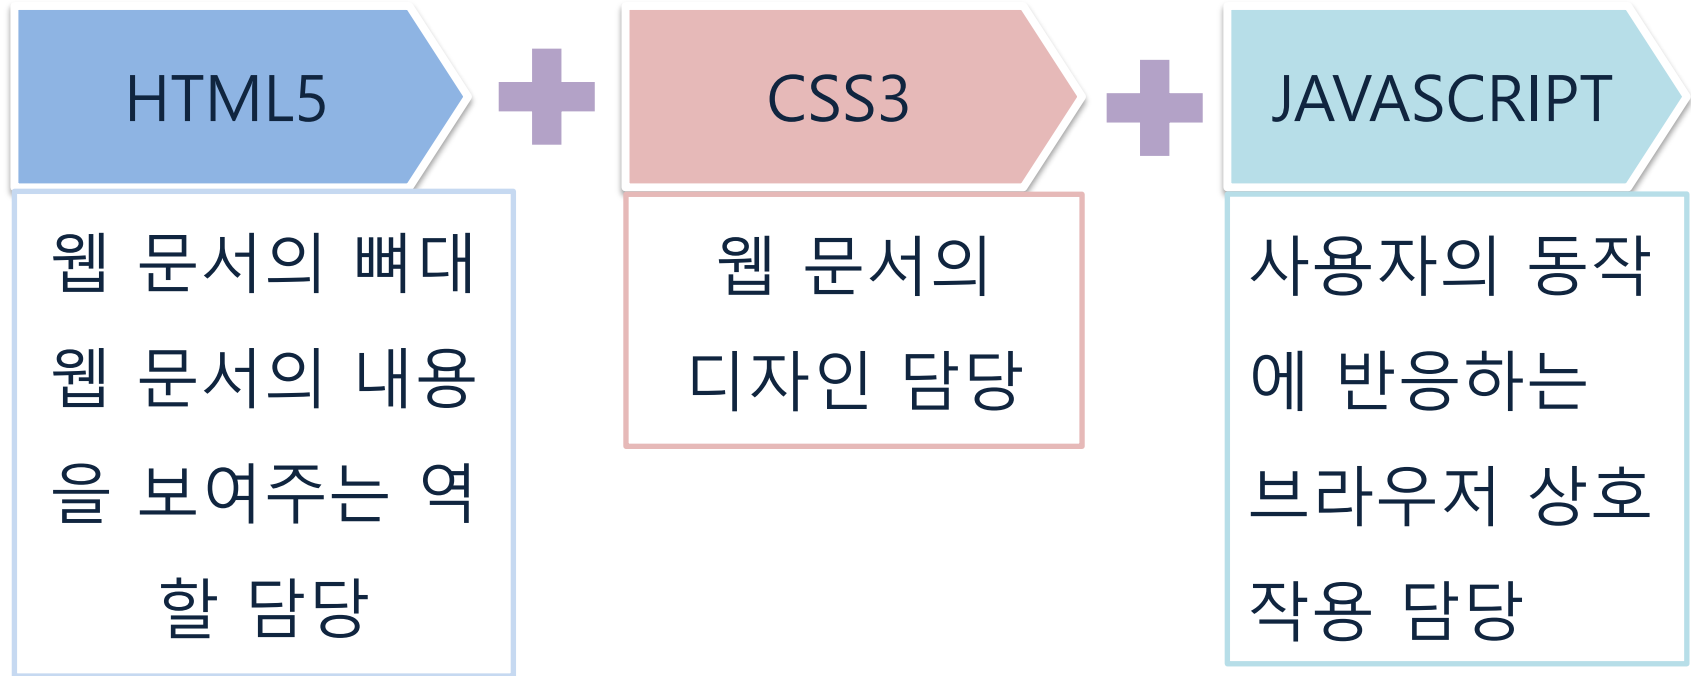 HTML5
웹 문서의 뼈대
웹 문서의 내용
을 보여주는 역
할 담당
CSS3
웹 문서의
디자인 담당
JAVASCRIPT
사용자의 동작
에 반응하는
브라우저 상호
작용 담당